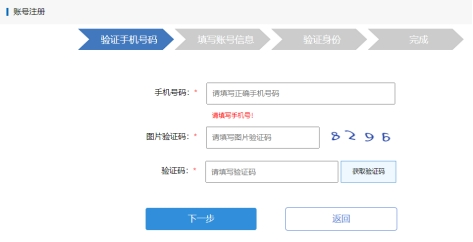 账号注册
验证手机号码 填写账号信息 验证身份 完成
手机号码： * 请填写正确手机号码
请填写手机号！
图片验证码： * 请填写图片验证码 8296
验证码： * 请填写验证码 获取验证码
下一步 返回